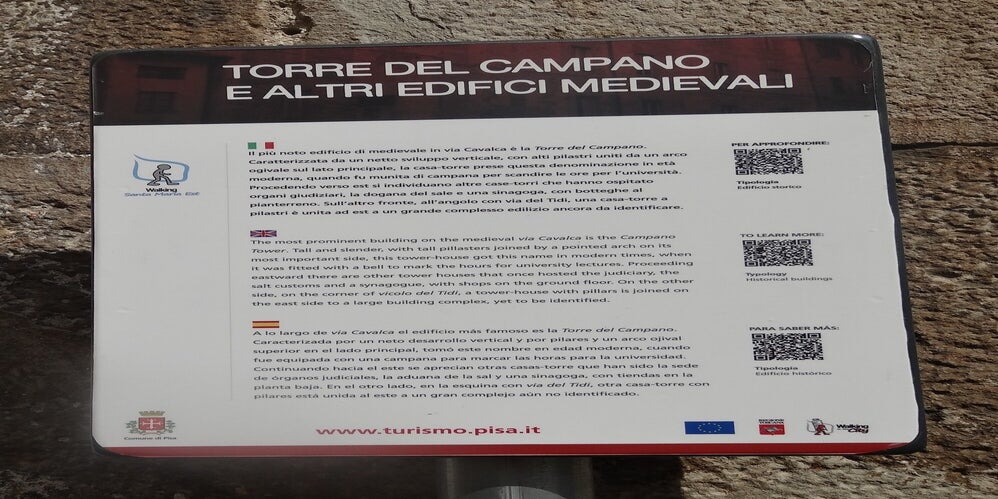 TORRE DEL CAMPANO
E ALTRI EDIFICI MEDIEVALI
Il più noto edificio di medievale in via Cavalca è la Torre del Campano.
Caratterizzata da un netto sviluppo verticale, con alti pilastri uniti da un arco
ogivale sul lato principale, la casa-torre prese questa denominazione in età
moderna, quando fu munita di campana per scandire le ore per l'università.
Procedendo verso est si individuano altre case-torri che hanno ospitato
organi giudiziari, la dogana del sale e una sinagoga, con botteghe al
pianterreno. Sull'altro fronte, all'angolo con via del Tidi, una casa-torre a
pilastri è unita ad est a un grande complesso edilizio ancora da identificare.
PER APPROFONDIRE:
Tipologia
Edificio storico
Walking
Santa Maria Est
The most prominent building on the medieval via Cavalca is the Campano
Tower. Tall and slender, with tall pillasters joined by a pointed arch on its
most important side, this tower-house got this name in modern times, when
it was fitted with a bell to mark the hours for university lectures. Proceeding
eastward there are other tower houses that once hosted the judiciary, the
salt customs and a synagogue, with shops on the ground floor. On the other
side, on the corner of vicolo del Tidi, a tower-house with pillars is joined on
the east side to a large building complex, yet to be identified.
TO LEARN MORE:
Typology
Historical buildings
A lo largo de via Cavalca el edificio más famoso es la Torre del Campano.
Caracterizada por un neto desarrollo vertical y por pilares y un arco ojival
superior en el lado principal, tomó este nombre en edad moderna, cuando
fue equipada con una campana para marcar las horas para la universidad.
Continuando hacia el este se aprecian otras casas-torre que han sido la sede
de órganos judiciales, la aduana de la sal y una sinagoga, con tiendas en la
planta baja. En el otro lado, en la esquina con via del Tidi, otra casa-torre con
pilares está unida al este a un gran complejo aún no identificado.
PARA SABER MÁS:
Tipologia
Edificio histórico
Comune di Pisa
www.turismo.pisa.it
REGIONE
TOSCANA
Walking
City